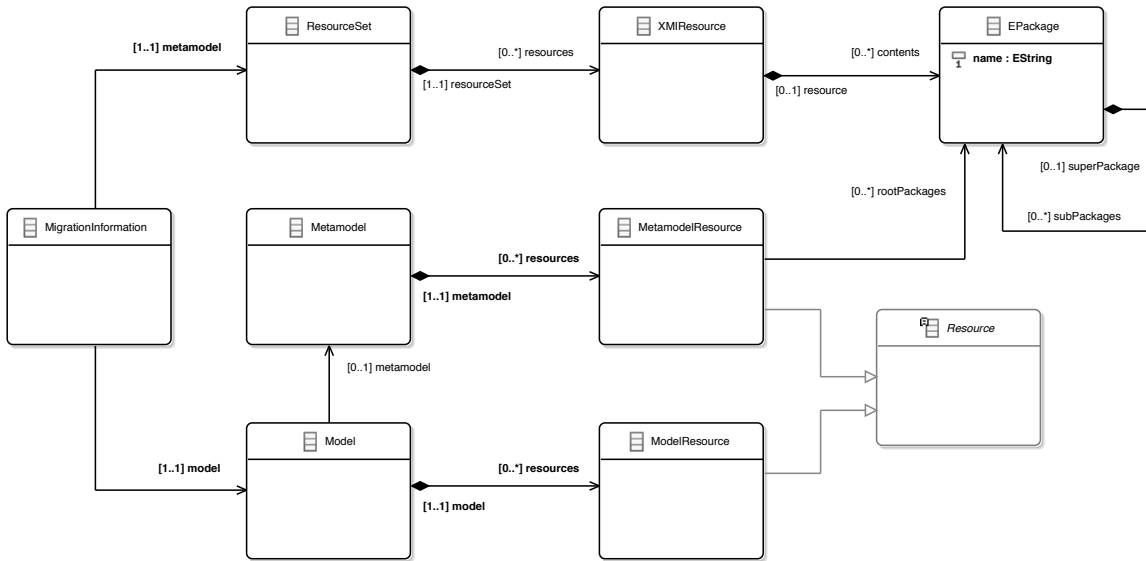 ResourceSet
XMIResource
EPackage
[1..1] metamodel
[0..*] resources
[0..*] contents
1
name : EString
[1..1] resourceSet
[0..1] resource
[0..1] superPackage
[0..*] rootPackages
[0..*] subPackages
MigrationInformation
Metamodel
MetamodelResource
[0..*] resources
[1..1] metamodel
Resource
[0..1] metamodel
Model
ModelResource
[1..1] model
[0..*] resources
[1..1] model